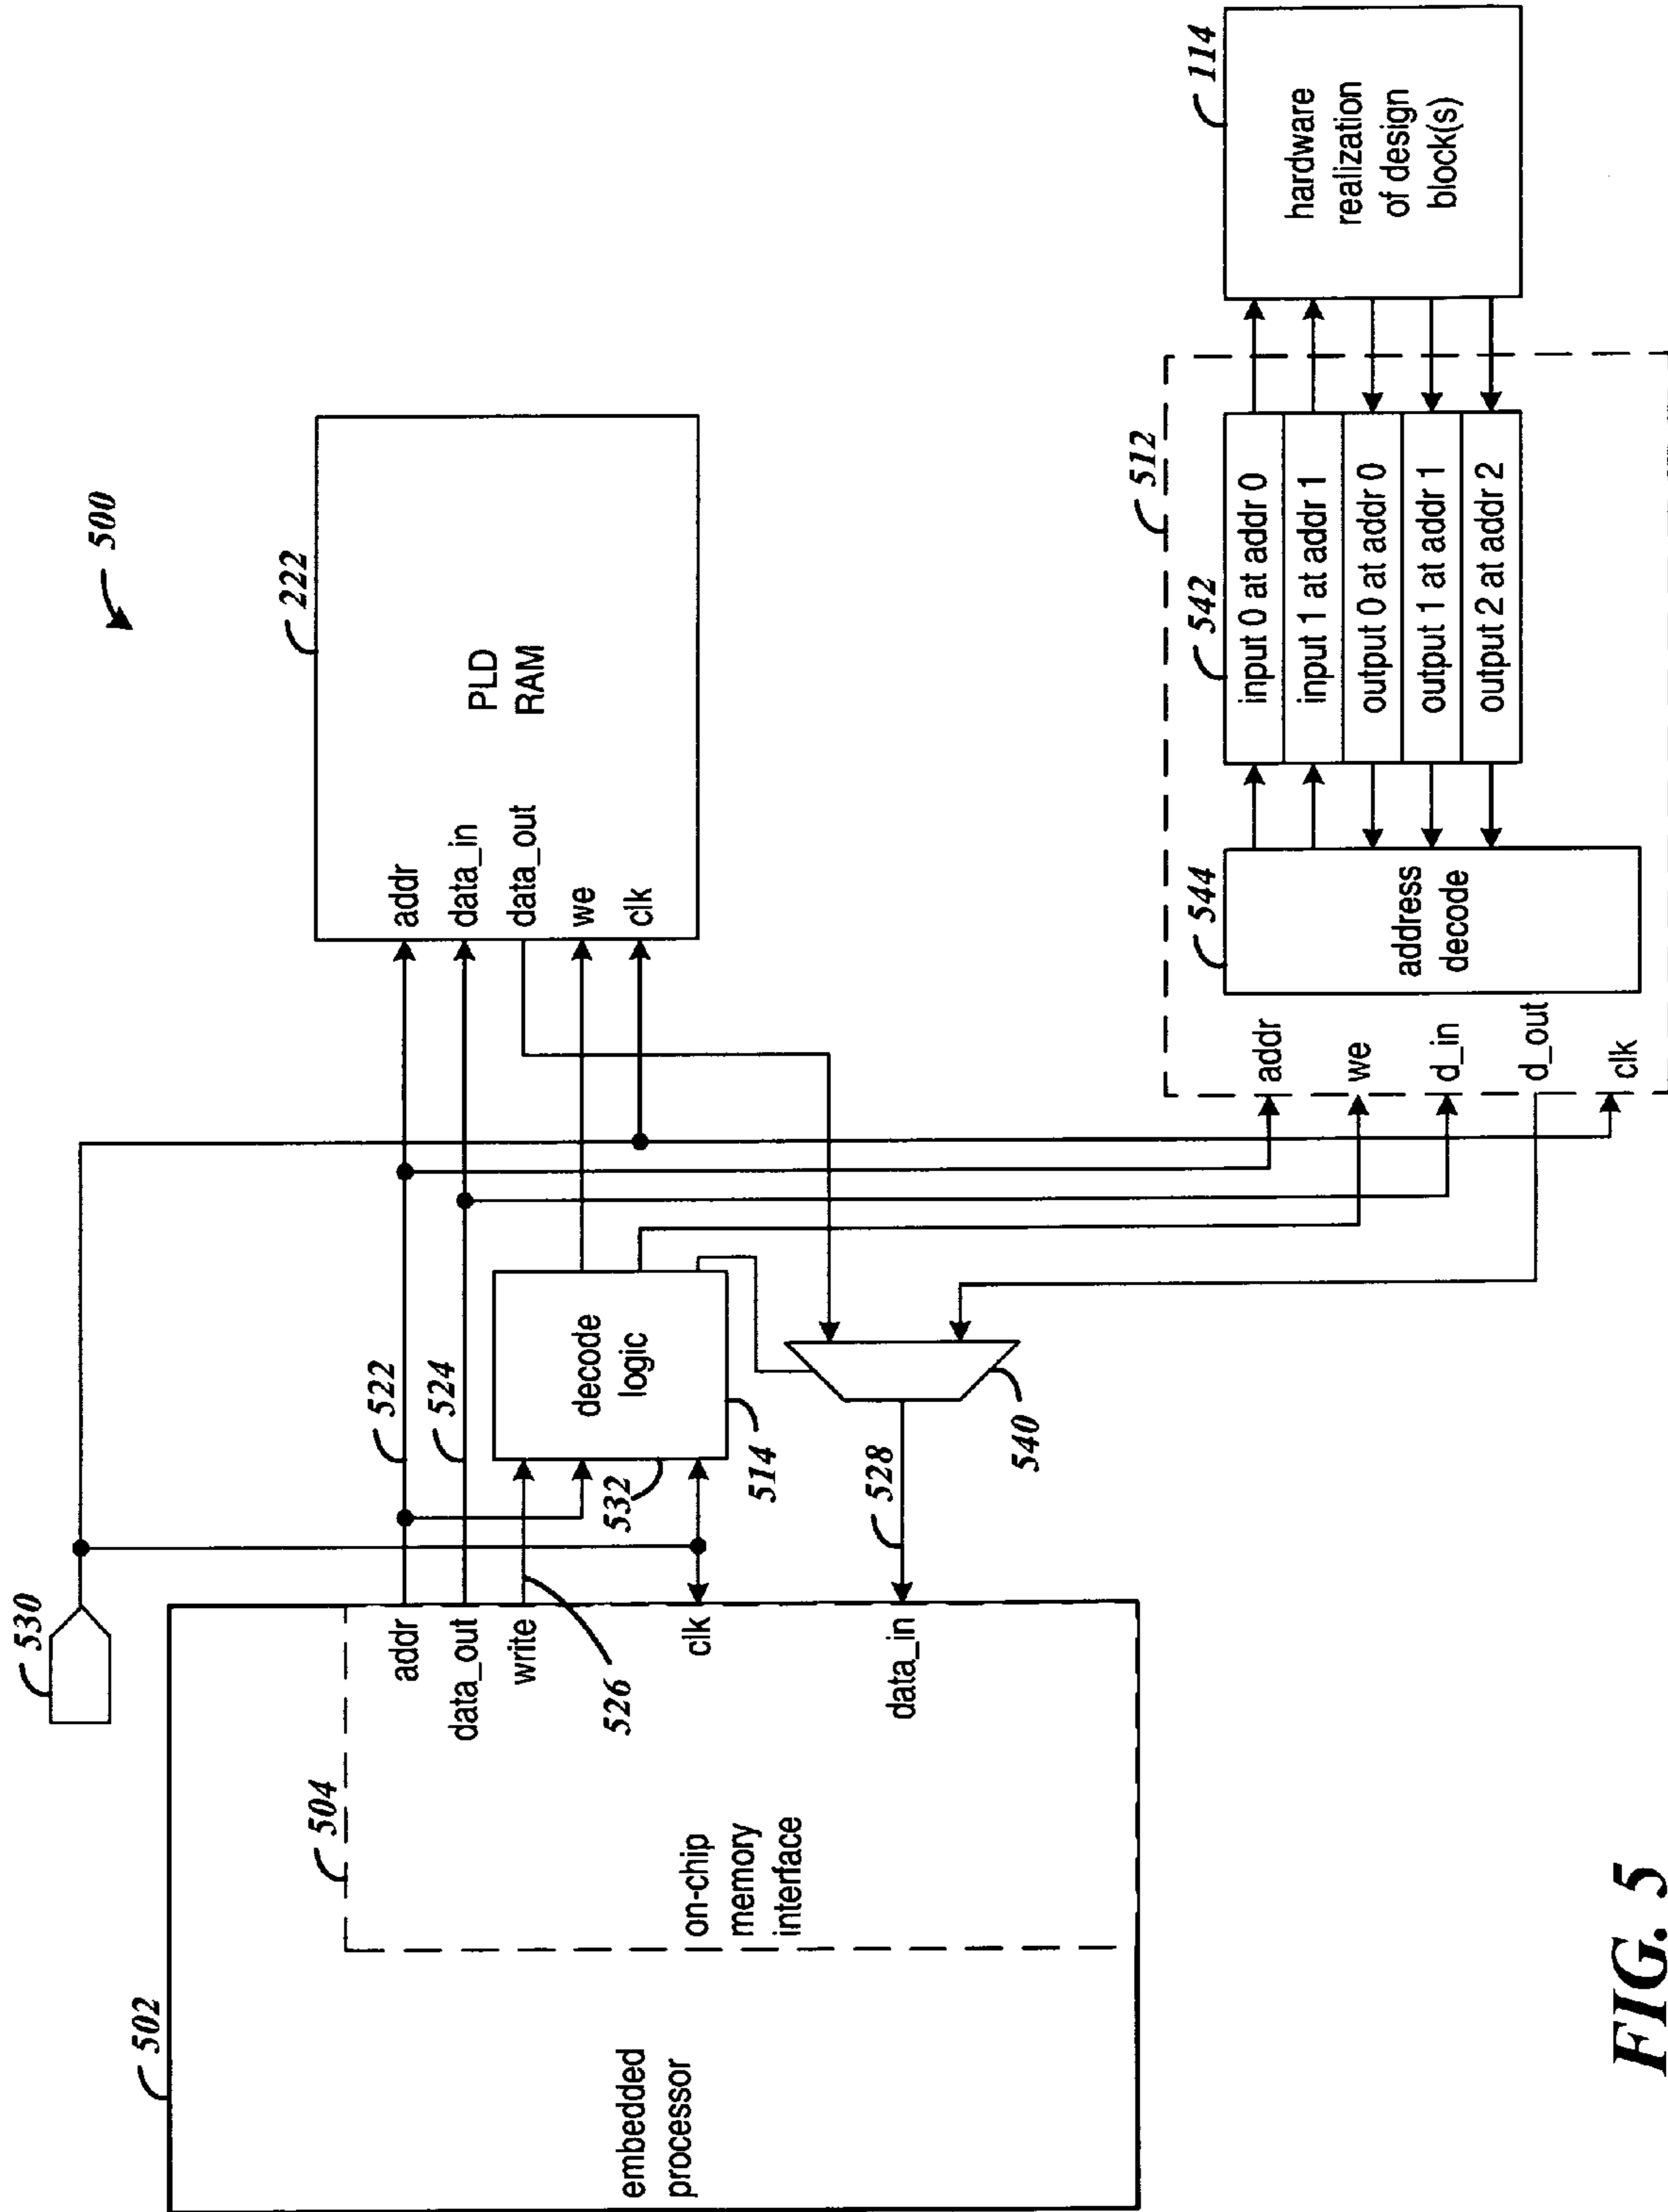 500
530
502
embedded
processor
504
on-chip
memory
interface
addr
data_out
write
clk
data_in
526
522
524
decode
logic
532
514
528
540
222
PLD
RAM
addr
data_in
data_out
we
clk
512
addr
we
d_in
d_out
clk
544
address
decode
542
input 0 at addr 0
input 1 at addr 1
output 0 at addr 0
output 1 at addr 1
output 2 at addr 2
114
hardware
realization
of design
block(s)
FIG. 5